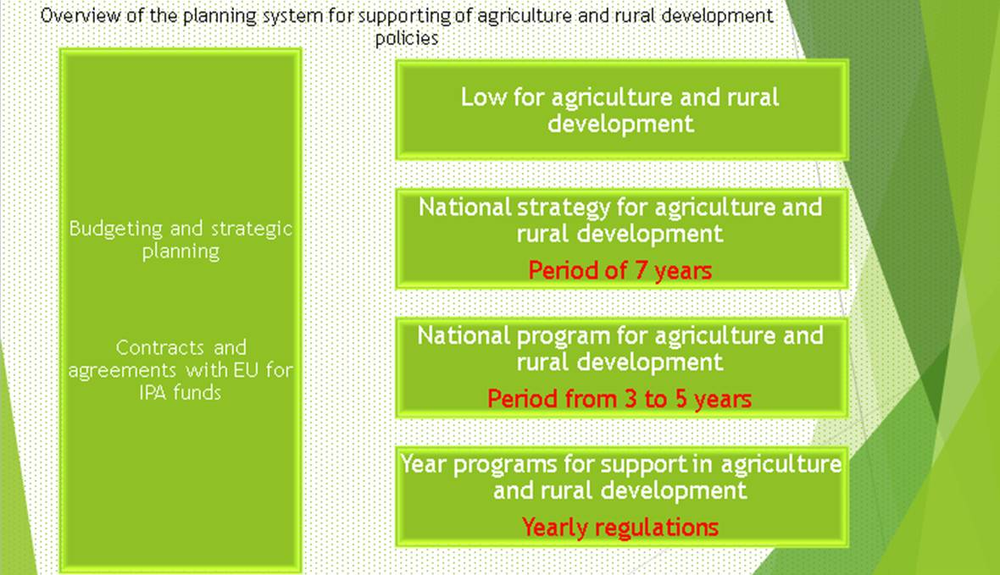 Overview of the planning system for supporting of agriculture and rural development
policies
Budgeting and strategic
planning
Contracts and
agreements with EU for
IPA funds
Low for agriculture and rural
development
National strategy for agriculture and
rural development
Period of 7 years
National program for agriculture and
rural development
Period from 3 to 5 years
Year programs for support in agriculture
and rural development
Yearly regulations